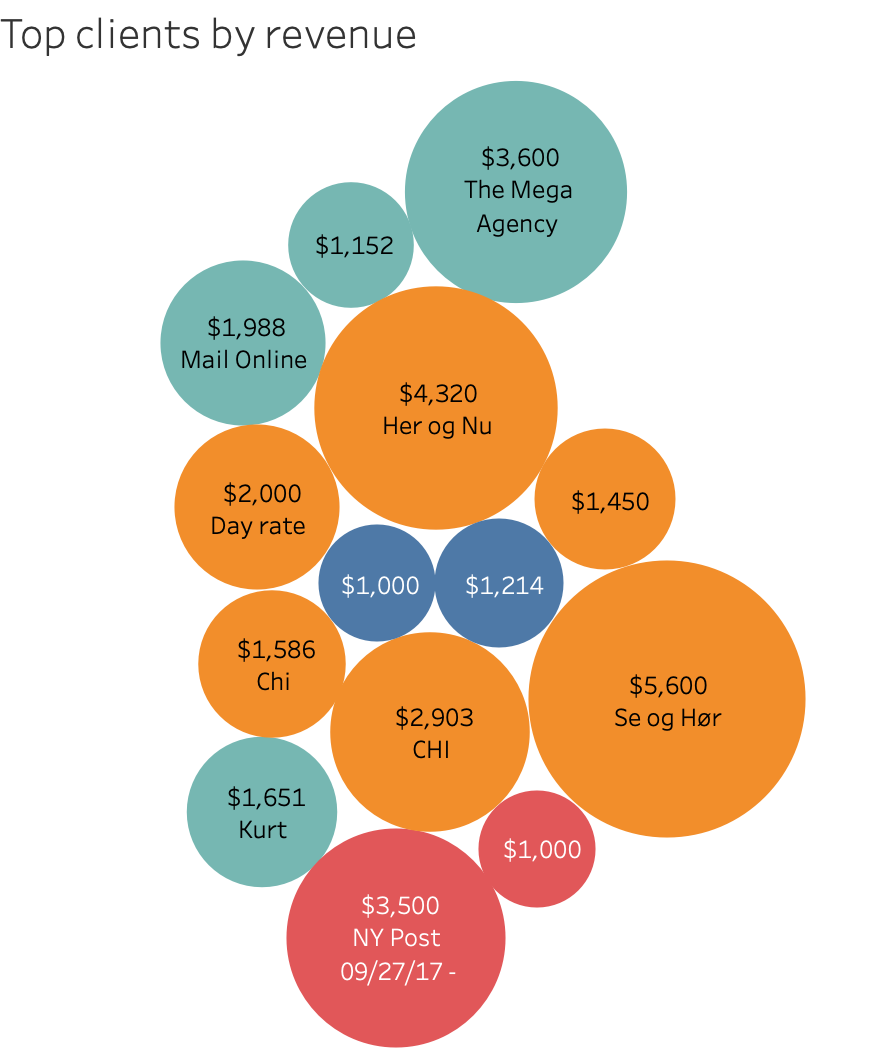 Top clients by revenue
$3,600
The Mega
Agency
$1,152
$1,988
Mail Online
$4,320
Her og Nu
$2,000
Day rate
$1,450
$1,000
$1,214
$1,586
Chi
$5,600
Se og Hør
$2,903
CHI
$1,651
Kurt
$1,000
$3,500
NY Post
09/27/17 -